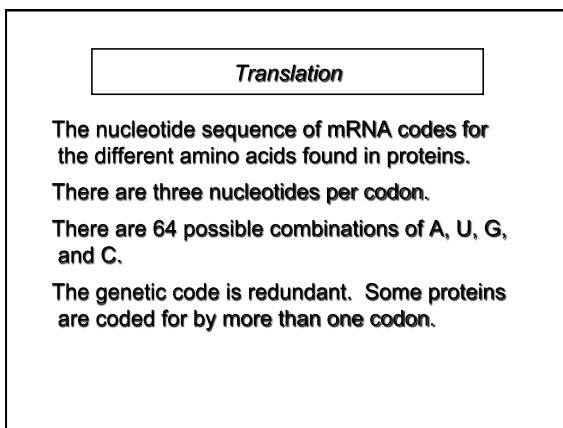 Translation
The nucleotide sequence of mRNA codes for
the different amino acids found in proteins.
There are three nucleotides per codon.
There are 64 possible combinations of A, U, G,
and C.
The genetic code is redundant.  Some proteins
are coded for by more than one codon.